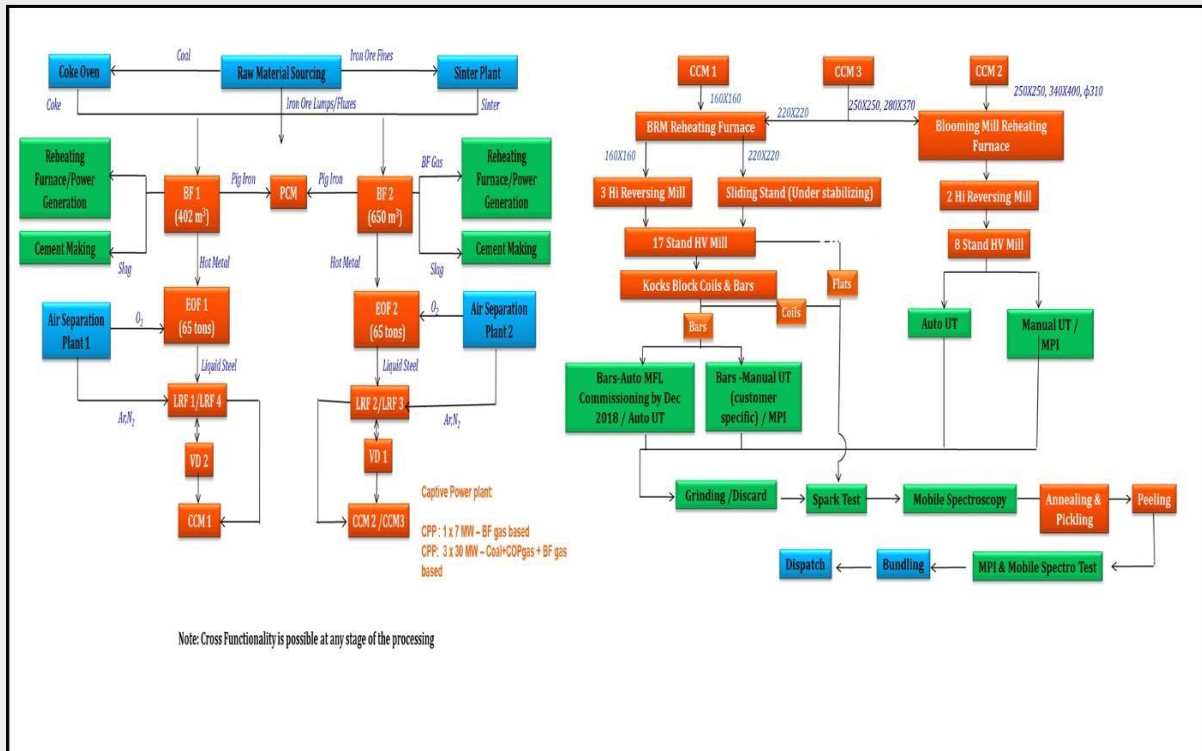 Coal
Iron Ore Fines
Coke Oven
Raw Material Sourcing
Sinter Plant
Coke
Iron Ore Lumps/Fluxes
Sinter
Reheating
Furnace/Power
Generation
BF 1
(402 m³)
Pig Iron
PCM
Pig Iron
BF 2
(650 m³)
BF Gas
Reheating
Furnace/Power
Generation
Cement Making
Slag
Hot Metal
Hot Metal
Slag
Cement Making
Air Separation
Plant 1
O₂
EOF 1
(65 tons)
EOF 2
(65 tons)
O₂
Air Separation
Plant 2
Liquid Steel
Liquid Steel
Ar,N₂
LRF 1/LRF 4
LRF 2/LRF 3
Ar,N₂
VD 2
VD 1
CCM 1
CCM 2 /CCM3
Captive Power plant:
CPP : 1 x 7 MW – BF gas based
CPP: 3 x 30 MW – Coal+COPgas + BF gas
based
Note: Cross Functionality is possible at any stage of the processing
CCM 1
CCM 3
CCM 2
160X160
220X220
250X250, 280X370
250X250, 340X400, ф310
BRM Reheating Furnace
Blooming Mill Reheating
Furnace
160X160
220X220
3 Hi Reversing Mill
Sliding Stand (Under stabilizing)
2 Hi Reversing Mill
17 Stand HV Mill
8 Stand HV Mill
Kocks Block Coils & Bars
Flats
Coils
Bars
Auto UT
Manual UT /
MPI
Bars-Auto MFL
Commissioning by Dec
2018 / Auto UT
Bars -Manual UT
(customer
specific) / MPI
Grinding /Discard
Spark Test
Mobile Spectroscopy
Annealing &
Pickling
Peeling
Dispatch
Bundling
MPI & Mobile Spectro Test